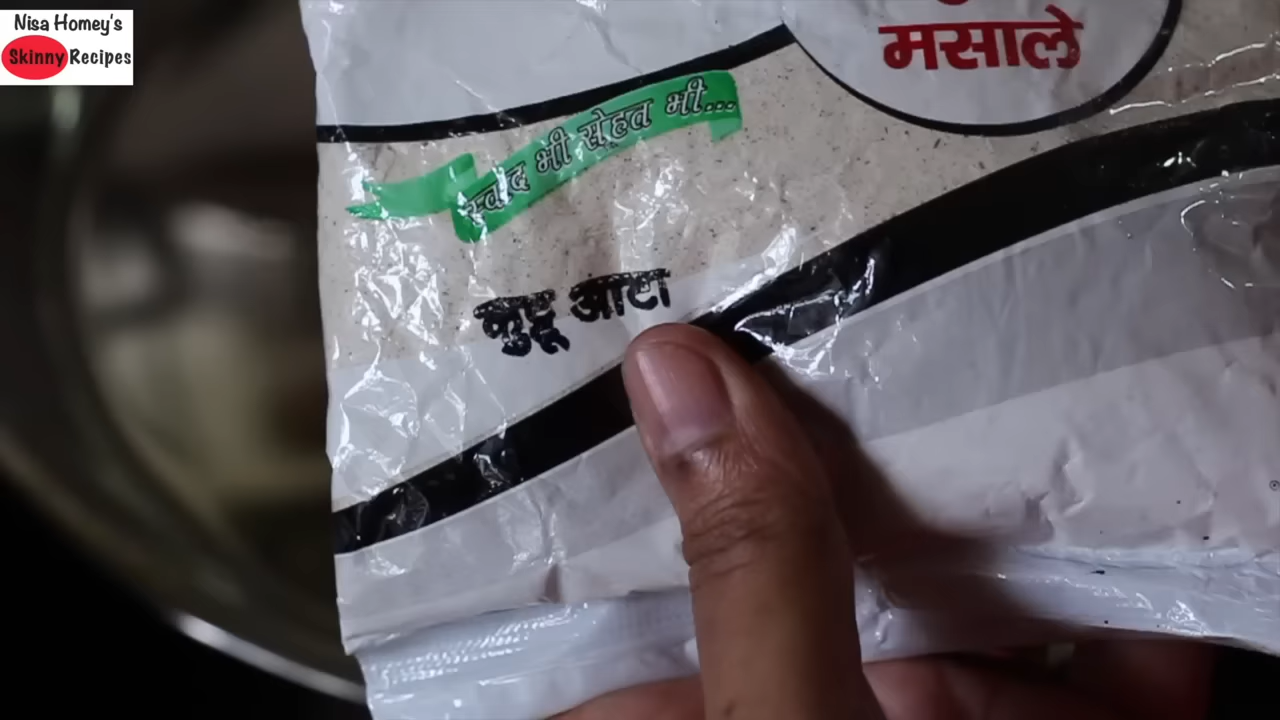 Nisa Homey's
Skinny Recipes
मसाले
स्वाद भी सेहत भी...
कुट्टू आटा